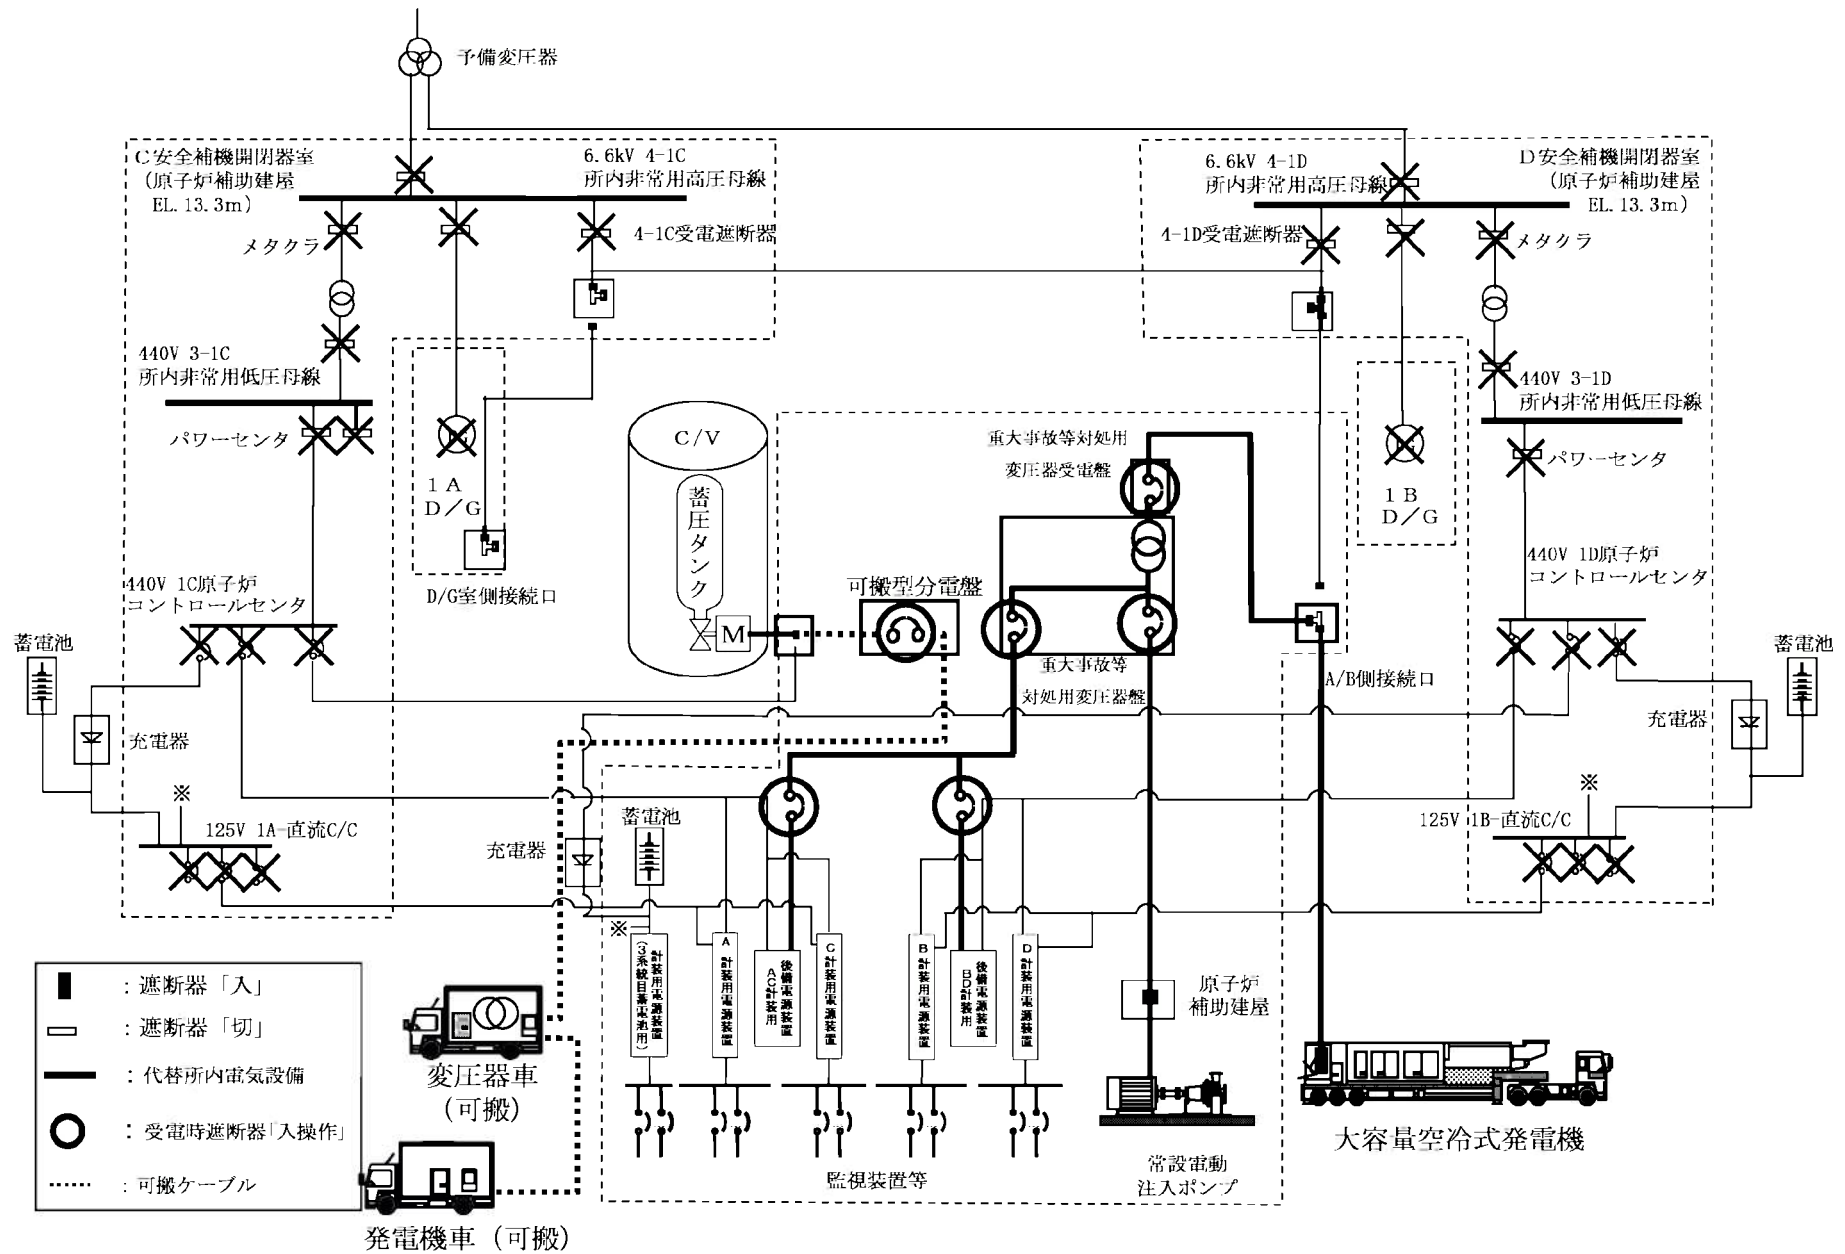 予備変圧器
C安全補機開閉器室
(原子炉補助建屋
EL.13.3m)
6.6kV 4-1C
所内非常用高圧母線
6.6kV 4-1D
所内非常用高圧母線
D安全補機開閉器室
(原子炉補助建屋
EL.13.3m)
メタクラ
4-1C受電遮断器
4-1D受電遮断器
メタクラ
440V 3-1C
所内非常用低圧母線
440V 3-1D
所内非常用低圧母線
パワーセンタ
C/V
蓄圧タンク
重大事故等対処用
変圧器受電盤
パワーセンタ
1A
D/G
1B
D/G
440V 1C原子炉
コントロールセンタ
D/G室側接続口
可搬型分電盤
440V 1D原子炉
コントロールセンタ
蓄電池
M
重大事故等
対処用変圧器盤
A/B側接続口
蓄電池
充電器
充電器
※
※
125V 1A-直流C/C
蓄電池
充電器
125V 1B-直流C/C
※
計装用電源装置
(3系統目蓄電池用)
A 計装用電源装置
後備電源装置
AC計装用
C 計装用電源装置
B 計装用電源装置
後備電源装置
BD計装用
D 計装用電源装置
原子炉
補助建屋
:遮断器「入」
:遮断器「切」
:代替所内電気設備
:受電時遮断器「入操作」
:可搬ケーブル
変圧器車
(可搬)
発電機車(可搬)
監視装置等
常設電動
注入ポンプ
大容量空冷式発電機